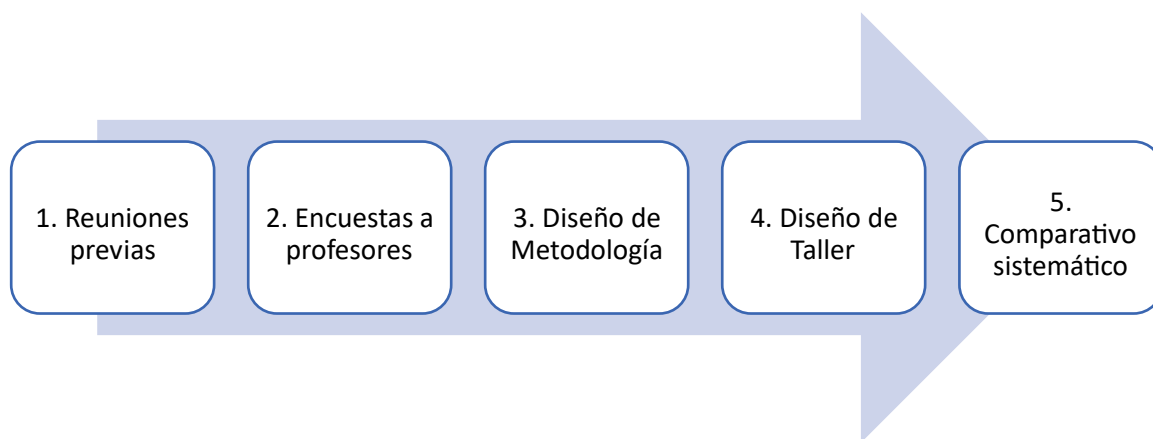 1. Reuniones
previas
2. Encuestas a
profesores
3. Diseño de
Metodología
4. Diseño de
Taller
5.
Comparativo
sistemático